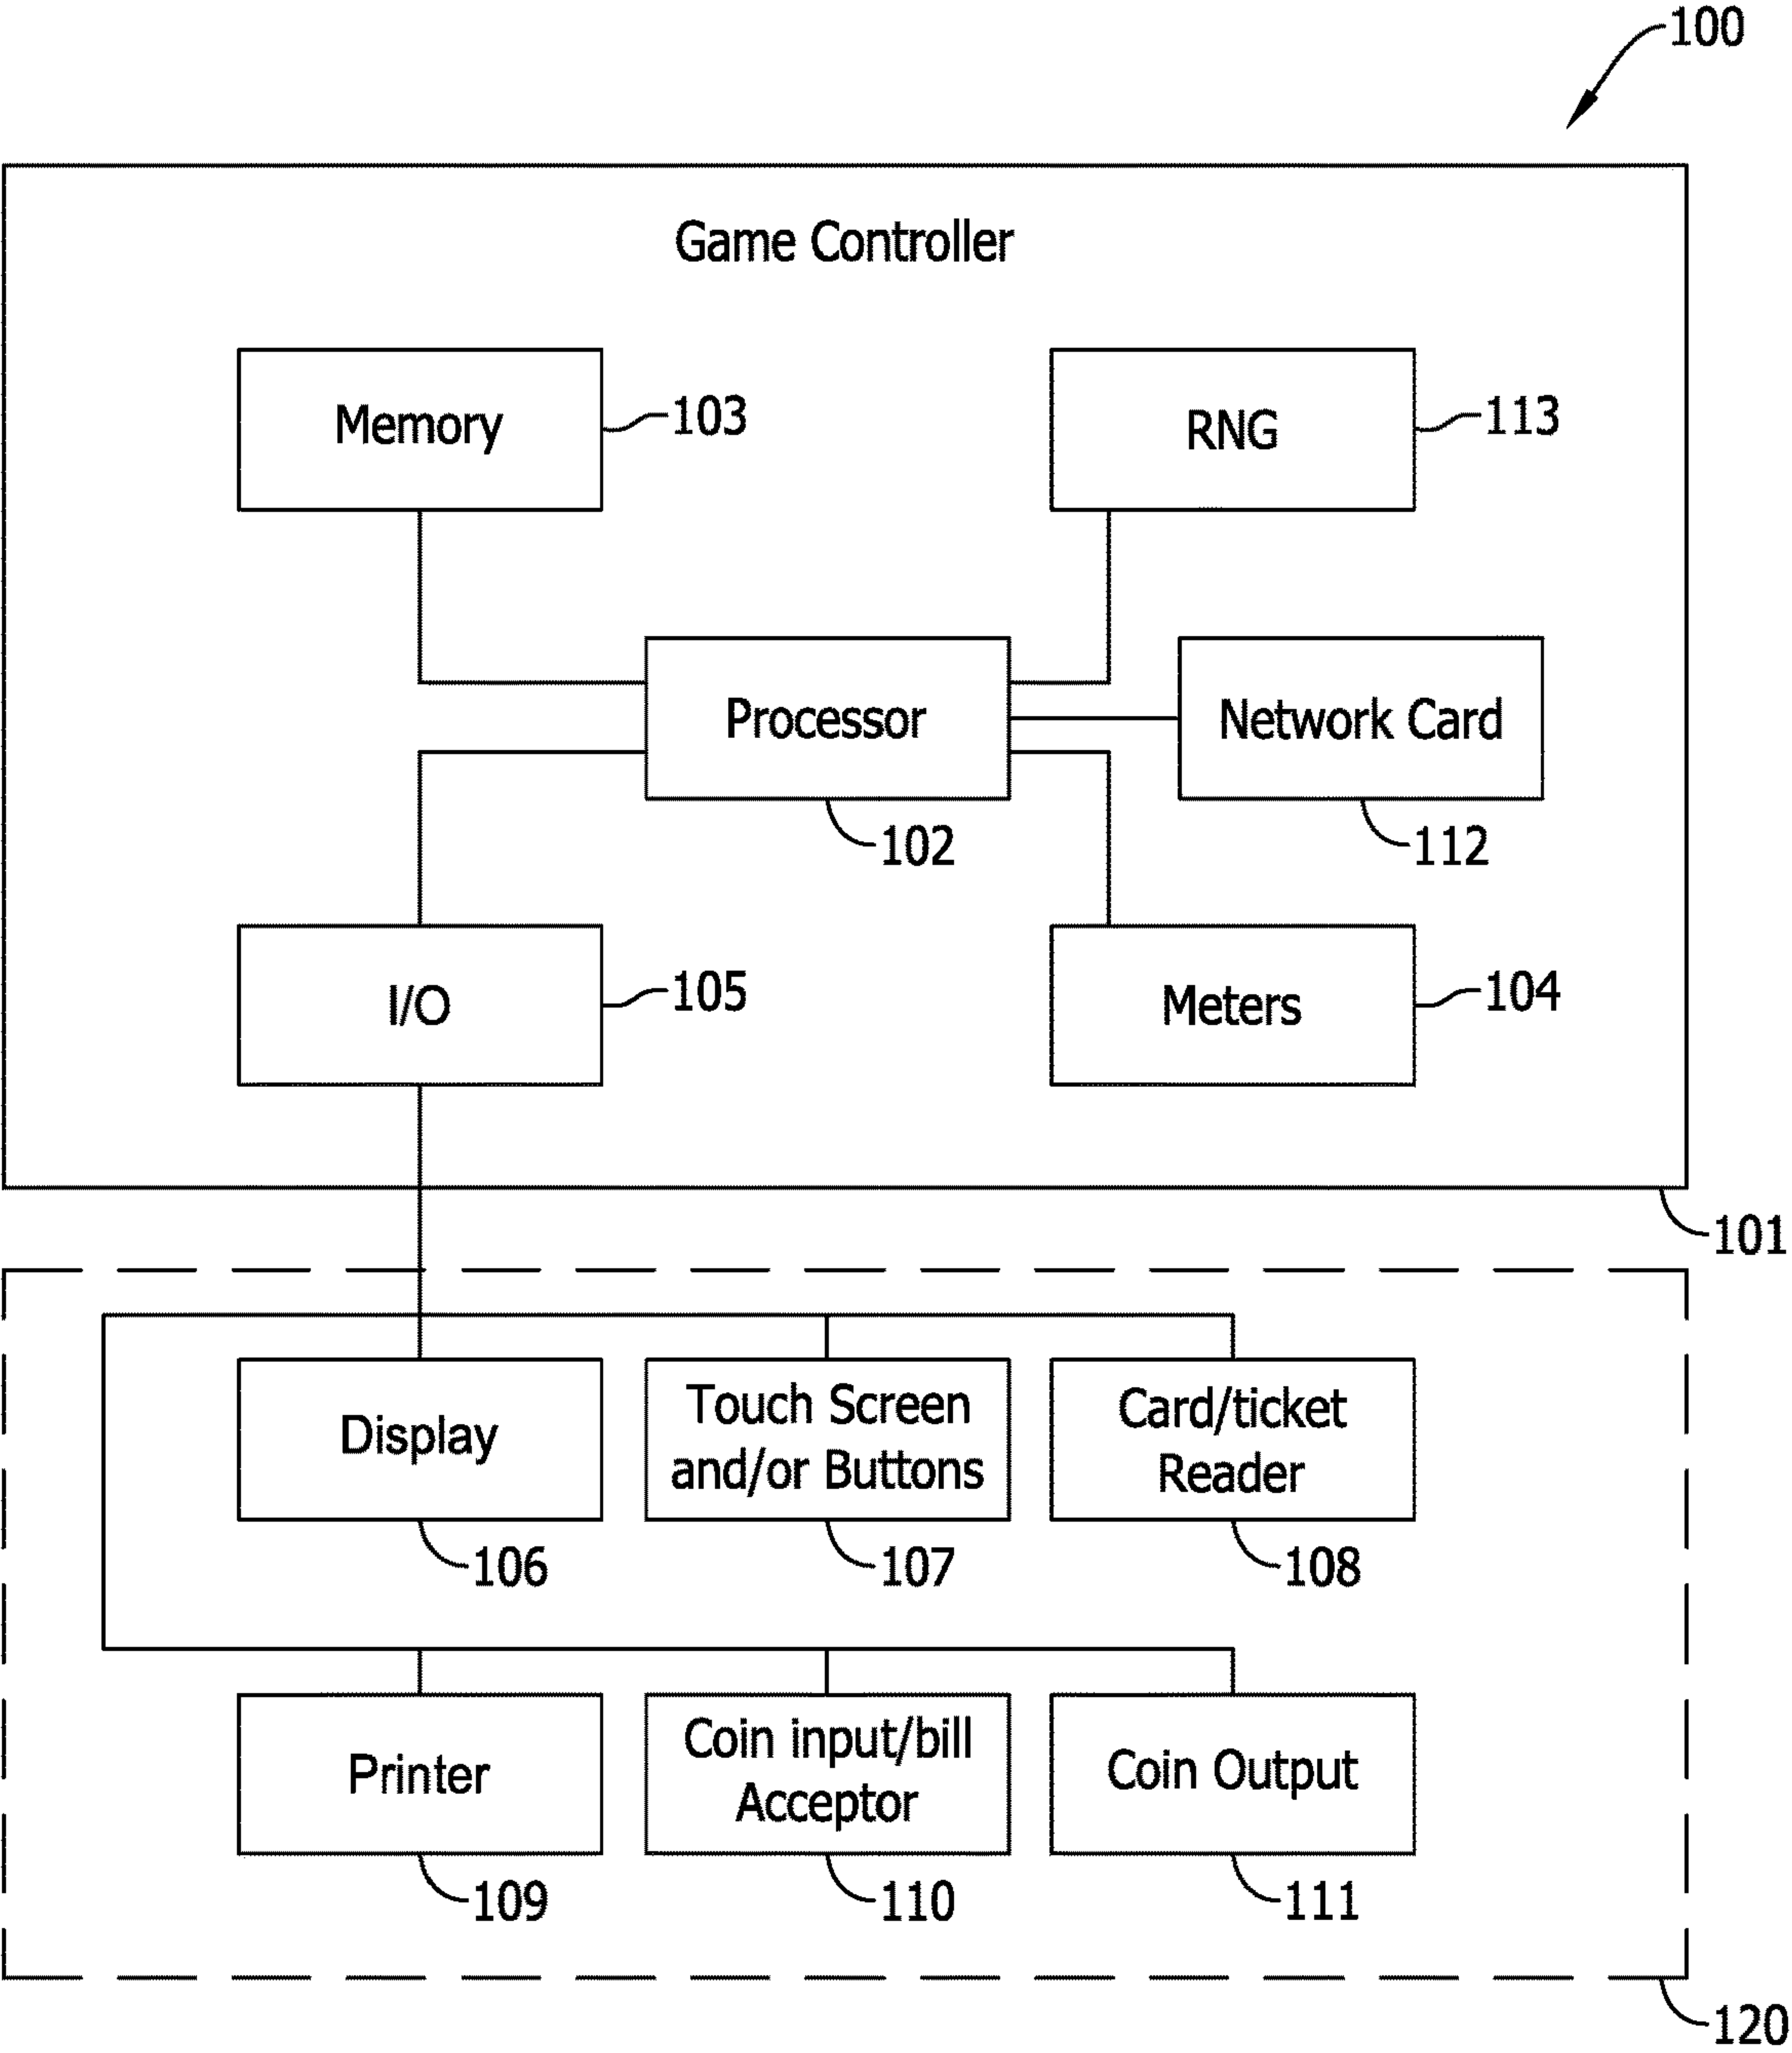 100
Game Controller
Memory
103
RNG
113
Processor
102
Network Card
112
I/O
105
Meters
104
101
Display
106
Touch Screen
and/or Buttons
107
Card/ticket
Reader
108
Printer
109
Coin input/bill
Acceptor
110
Coin Output
111
120